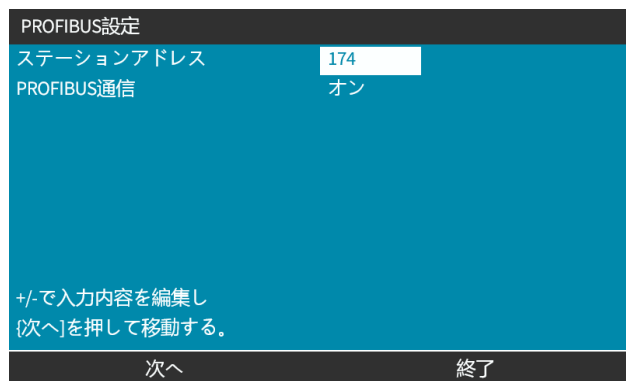 PROFIBUS設定
ステーションアドレス 174
PROFIBUS通信 オン
+/-で入力内容を編集し
{次へ]を押して移動する。
次へ 終了